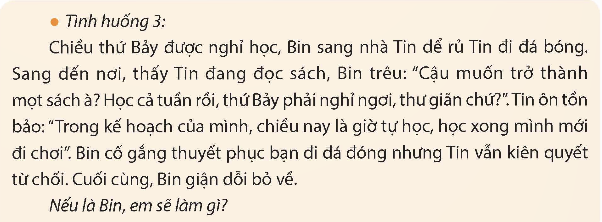 ● Tình huống 3:
Chiều thứ Bảy được nghỉ học, Bin sang nhà Tin để rủ Tin đi đá bóng.
Sang đến nơi, thấy Tin đang đọc sách, Bin trêu: “Cậu muốn trở thành
mọt sách à? Học cả tuần rồi, thứ Bảy phải nghỉ ngơi, thư giãn chứ?”. Tin ôn tồn
bảo: “Trong kế hoạch của mình, chiều nay là giờ tự học, học xong mình mới
đi chơi”. Bin cố gắng thuyết phục bạn đi đá đóng nhưng Tin vẫn kiên quyết
từ chối. Cuối cùng, Bin giận dỗi bỏ về.
Nếu là Bin, em sẽ làm gì?